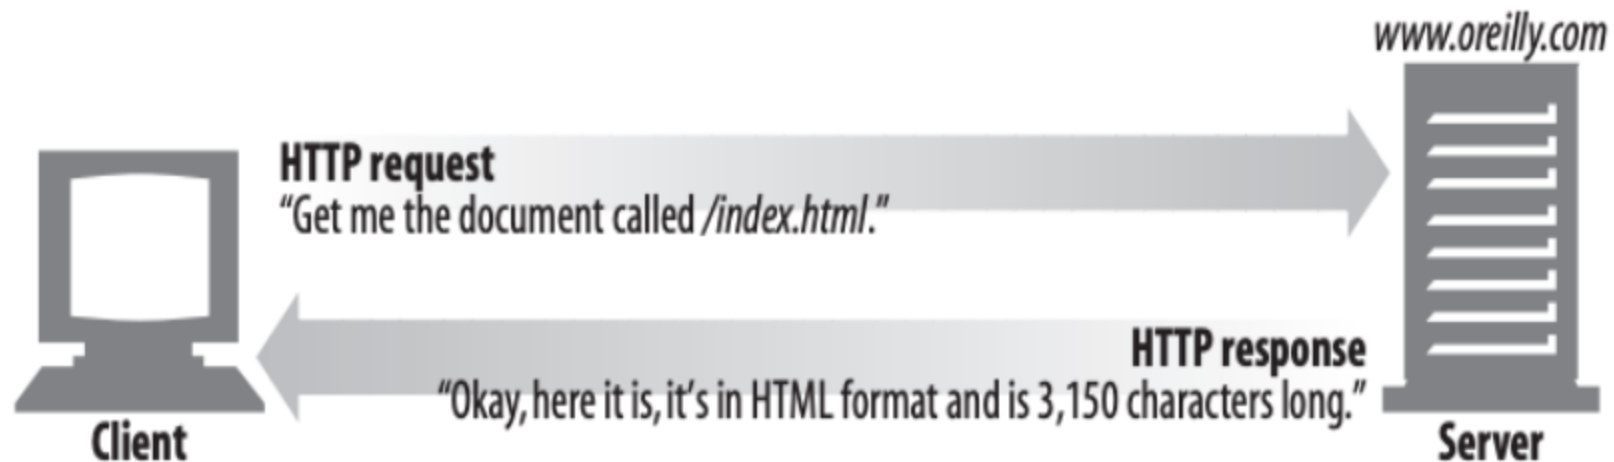 www.oreilly.com
HTTP request
“Get me the document called /index.html.”
HTTP response
“Okay, here it is, it’s in HTML format and is 3,150 characters long.”
Client
Server